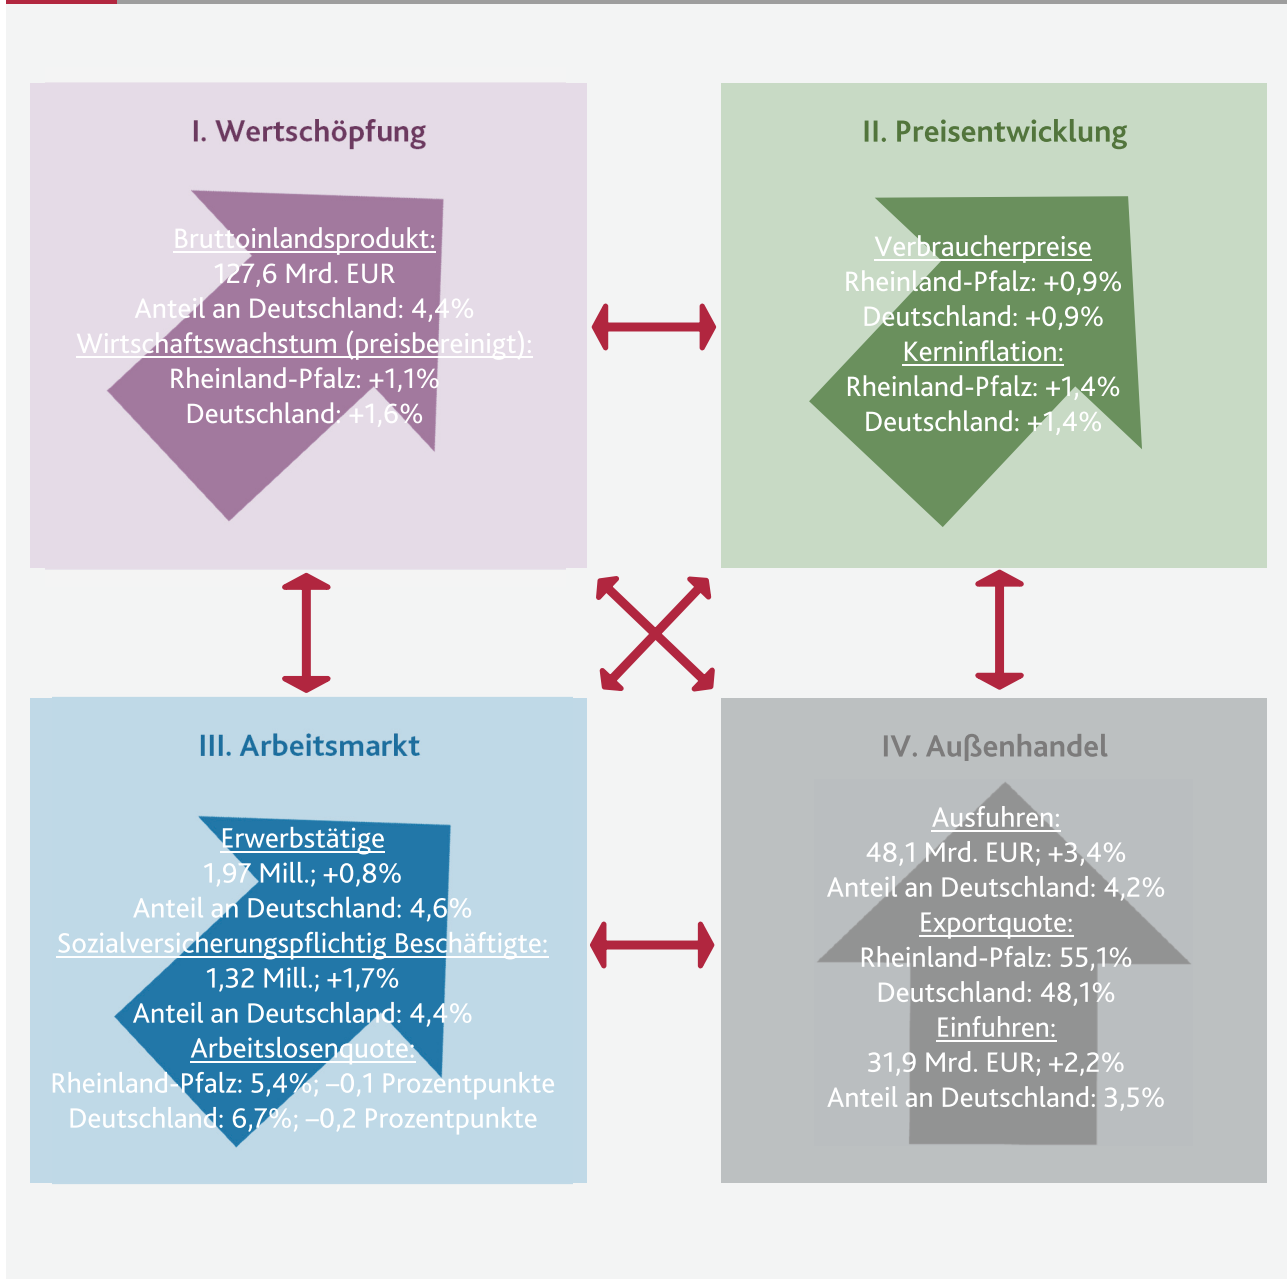 I. Wertschöpfung
Bruttoinlandsprodukt:
127,6 Mrd. EUR
Anteil an Deutschland: 4,4%
Wirtschaftswachstum (preisbereinigt):
Rheinland-Pfalz: +1,1%
Deutschland: +1,6%
II. Preisentwicklung
Verbraucherpreise
Rheinland-Pfalz: +0,9%
Deutschland: +0,9%
Kerninflation:
Rheinland-Pfalz: +1,4%
Deutschland: +1,4%
III. Arbeitsmarkt
Erwerbstätige
1,97 Mill.; +0,8%
Anteil an Deutschland: 4,6%
Sozialversicherungspflichtig Beschäftigte:
1,32 Mill.; +1,7%
Anteil an Deutschland: 4,4%
Arbeitslosenquote:
Rheinland-Pfalz: 5,4%; –0,1 Prozentpunkte
Deutschland: 6,7%; –0,2 Prozentpunkte
IV. Außenhandel
Ausfuhren:
48,1 Mrd. EUR; +3,4%
Anteil an Deutschland: 4,2%
Exportquote:
Rheinland-Pfalz: 55,1%
Deutschland: 48,1%
Einfuhren:
31,9 Mrd. EUR; +2,2%
Anteil an Deutschland: 3,5%